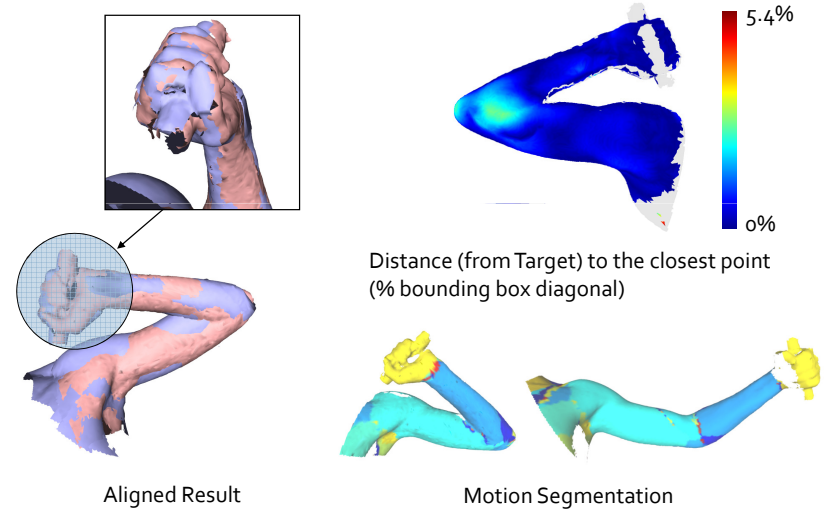 5.4%
0%
Distance (from Target) to the closest point
(% bounding box diagonal)
Aligned Result
Motion Segmentation